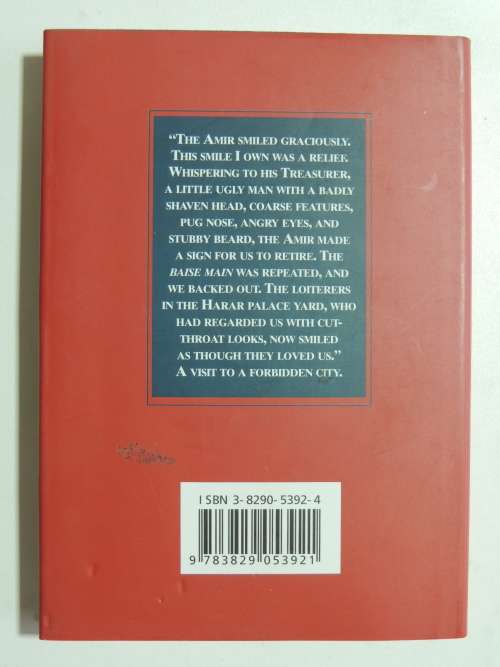 “THE AMIR SMILED GRACIOUSLY.
THIS SMILE I OWN WAS A RELIEF.
WHISPERING TO HIS TREASURER,
A LITTLE UGLY MAN WITH A BADLY
SHAVEN HEAD, COARSE FEATURES,
PUG NOSE, ANGRY EYES, AND
STUBBY BEARD, THE AMIR MADE
A SIGN FOR US TO RETIRE. THE
BAISE MAIN WAS REPEATED, AND
WE BACKED OUT. THE LOITERERS
IN THE HARAR PALACE YARD, WHO
HAD REGARDED US WITH CUT-
THROAT LOOKS, NOW SMILED
AS THOUGH THEY LOVED US.”
A VISIT TO A FORBIDDEN CITY.
ISBN 3-8290-5392-4
9 783829 053921